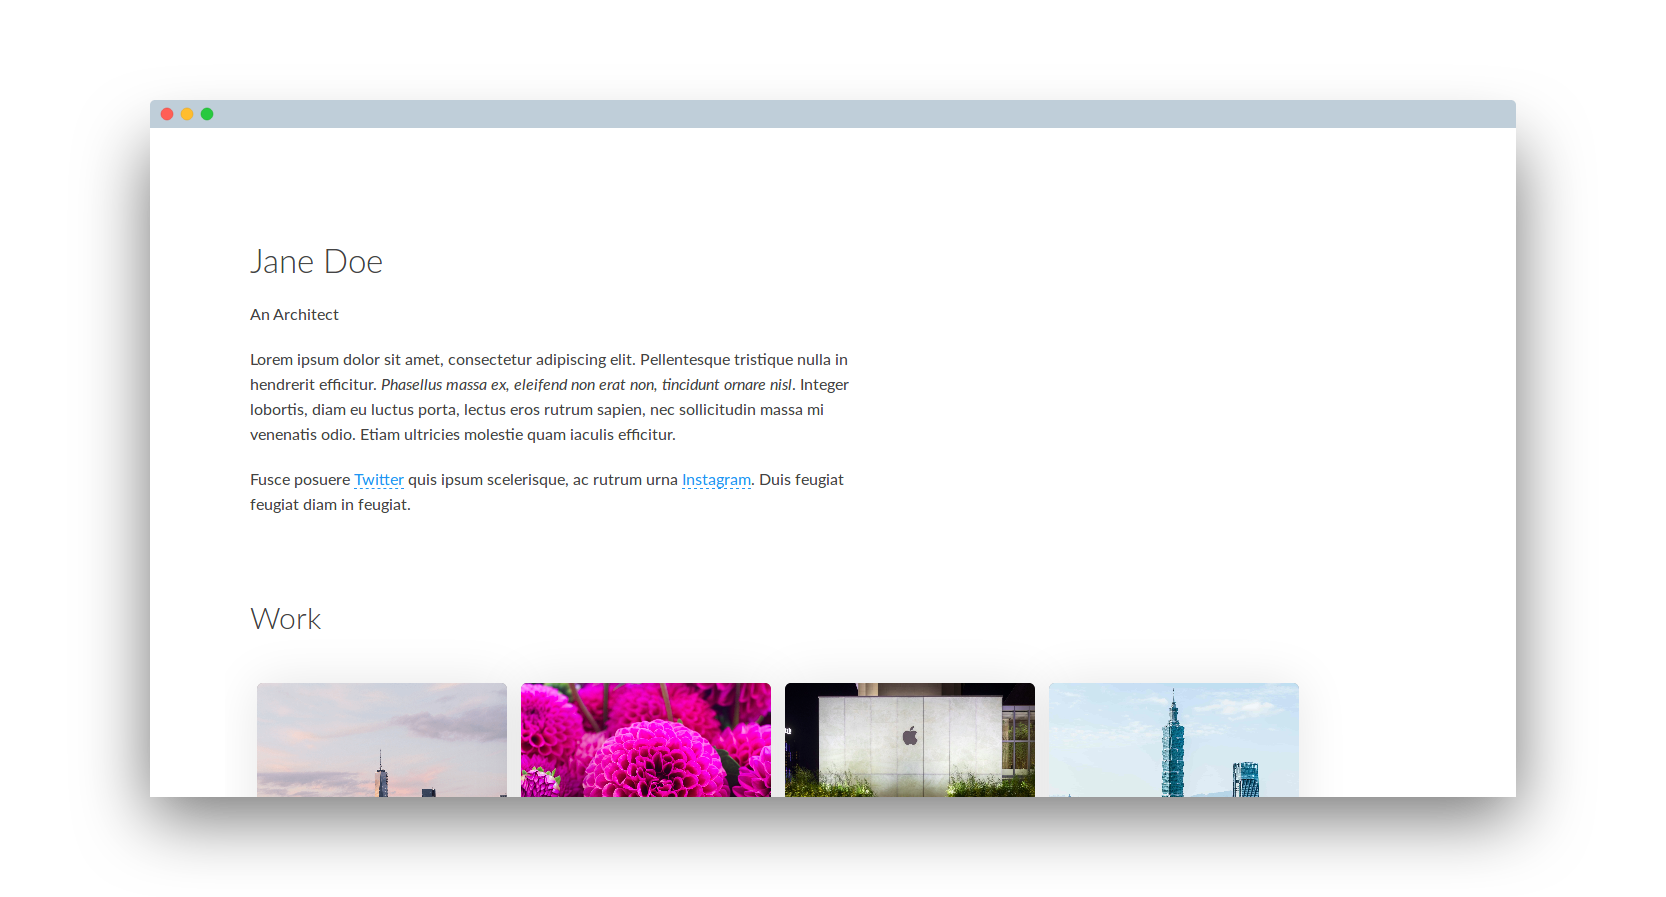 Jane Doe
An Architect
Lorem ipsum dolor sit amet, consectetur adipiscing elit. Pellentesque tristique nulla in
hendrerit efficitur. Phasellus massa ex, eleifend non erat non, tincidunt ornare nisl. Integer
lobortis, diam eu luctus porta, lectus eros rutrum sapien, nec sollicitudin massa mi
venenatis odio. Etiam ultricies molestie quam iaculis efficitur.
Fusce posuere Twitter quis ipsum scelerisque, ac rutrum urna Instagram. Duis feugiat
feugiat diam in feugiat.
Work